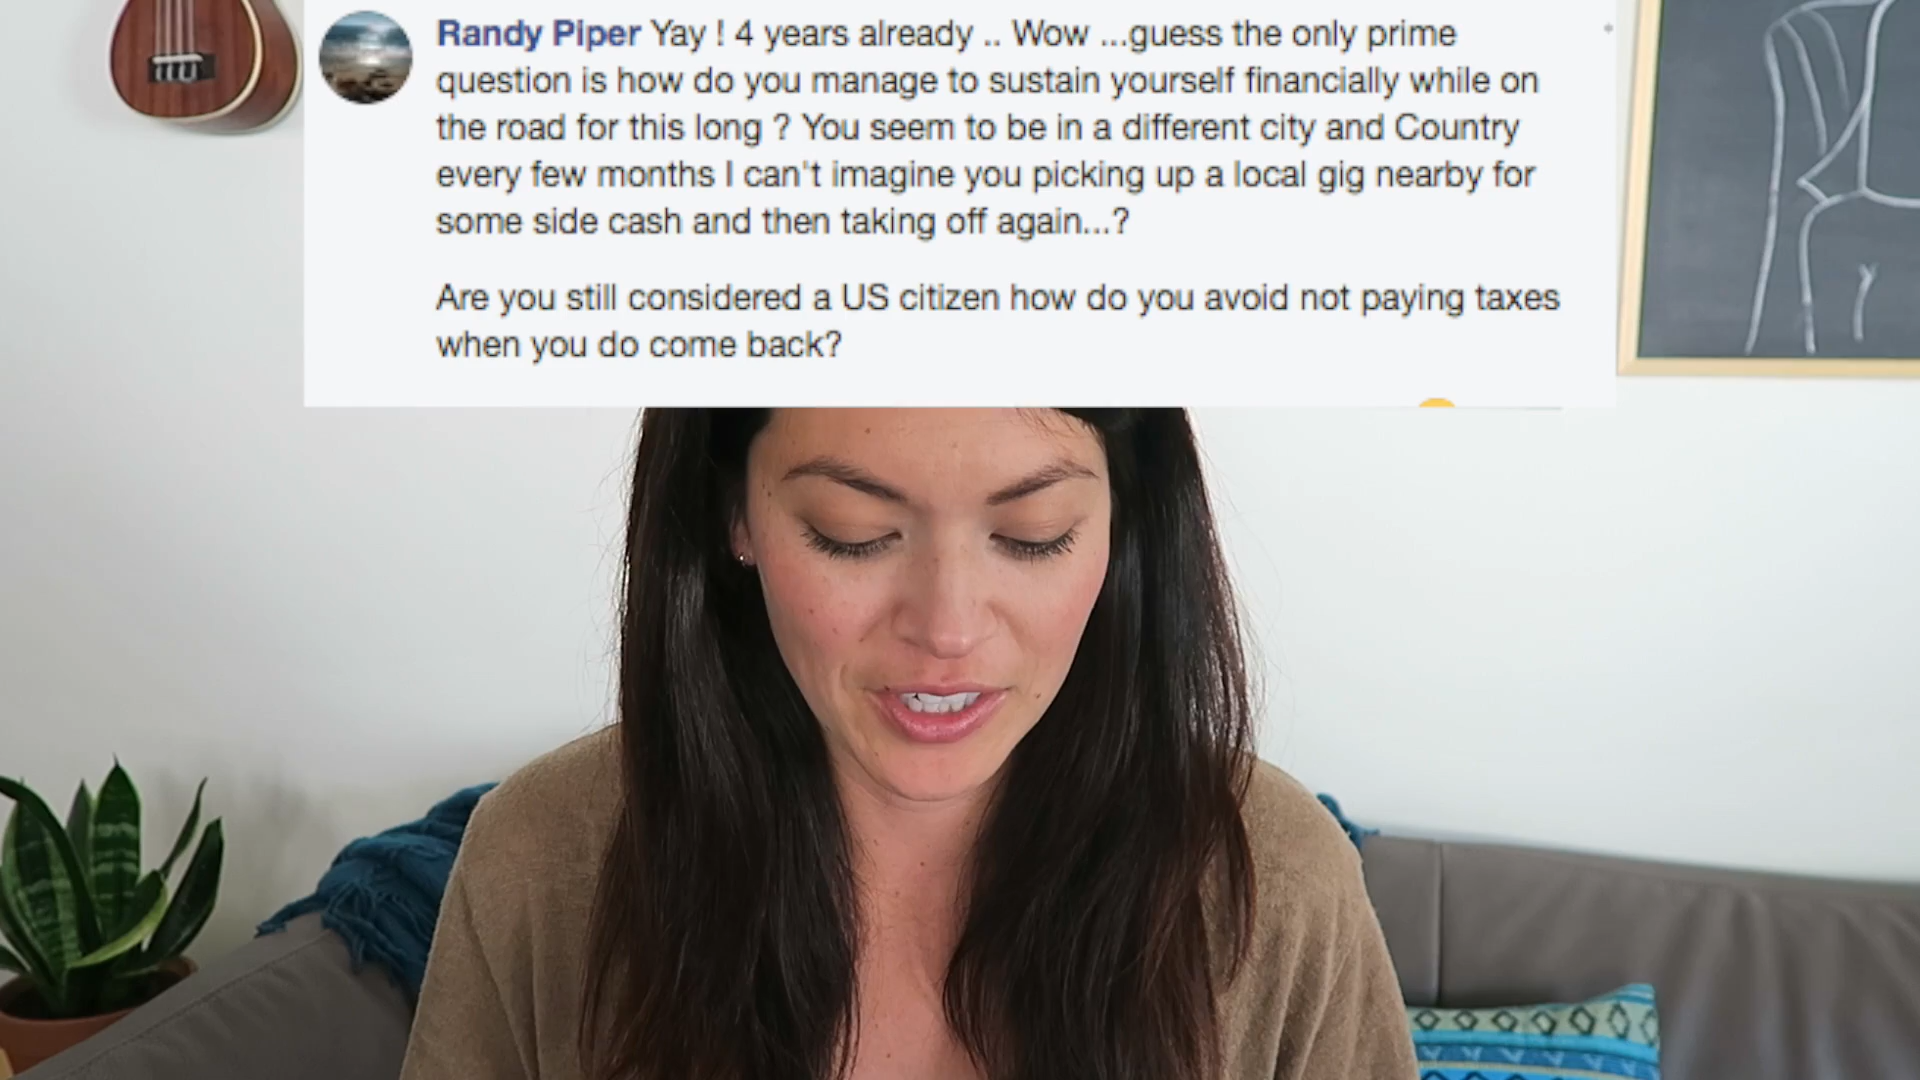 Randy Piper Yay ! 4 years already .. Wow ...guess the only prime
question is how do you manage to sustain yourself financially while on
the road for this long ? You seem to be in a different city and Country
every few months I can't imagine you picking up a local gig nearby for
some side cash and then taking off again...?
Are you still considered a US citizen how do you avoid not paying taxes
when you do come back?